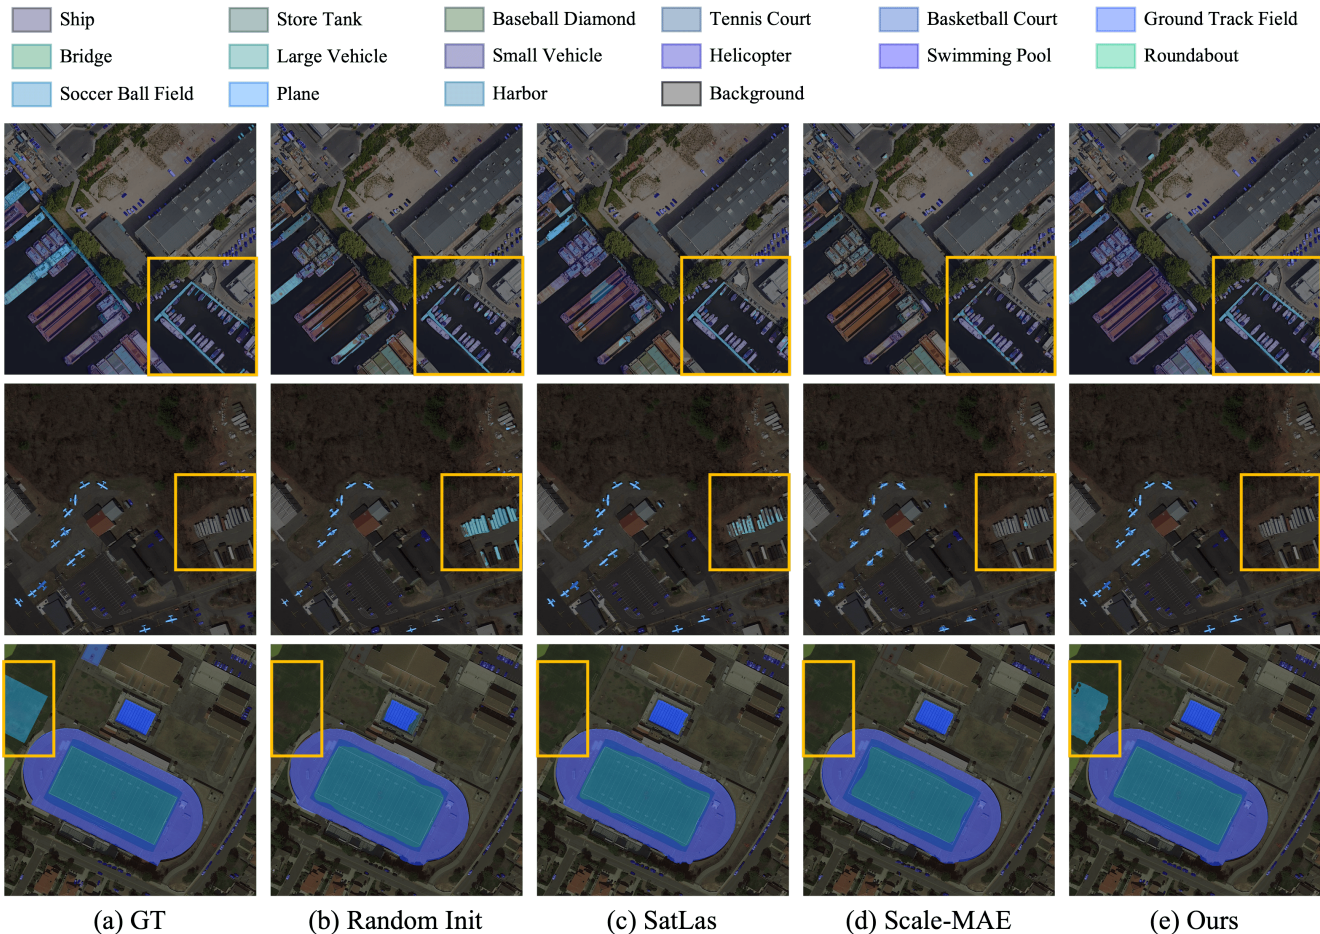 Ship Store Tank Baseball Diamond Tennis Court Basketball Court Ground Track Field
Bridge Large Vehicle Small Vehicle Helicopter Swimming Pool Roundabout
Soccer Ball Field Plane Harbor Background
(a) GT (b) Random Init (c) SatLas (d) Scale-MAE (e) Ours